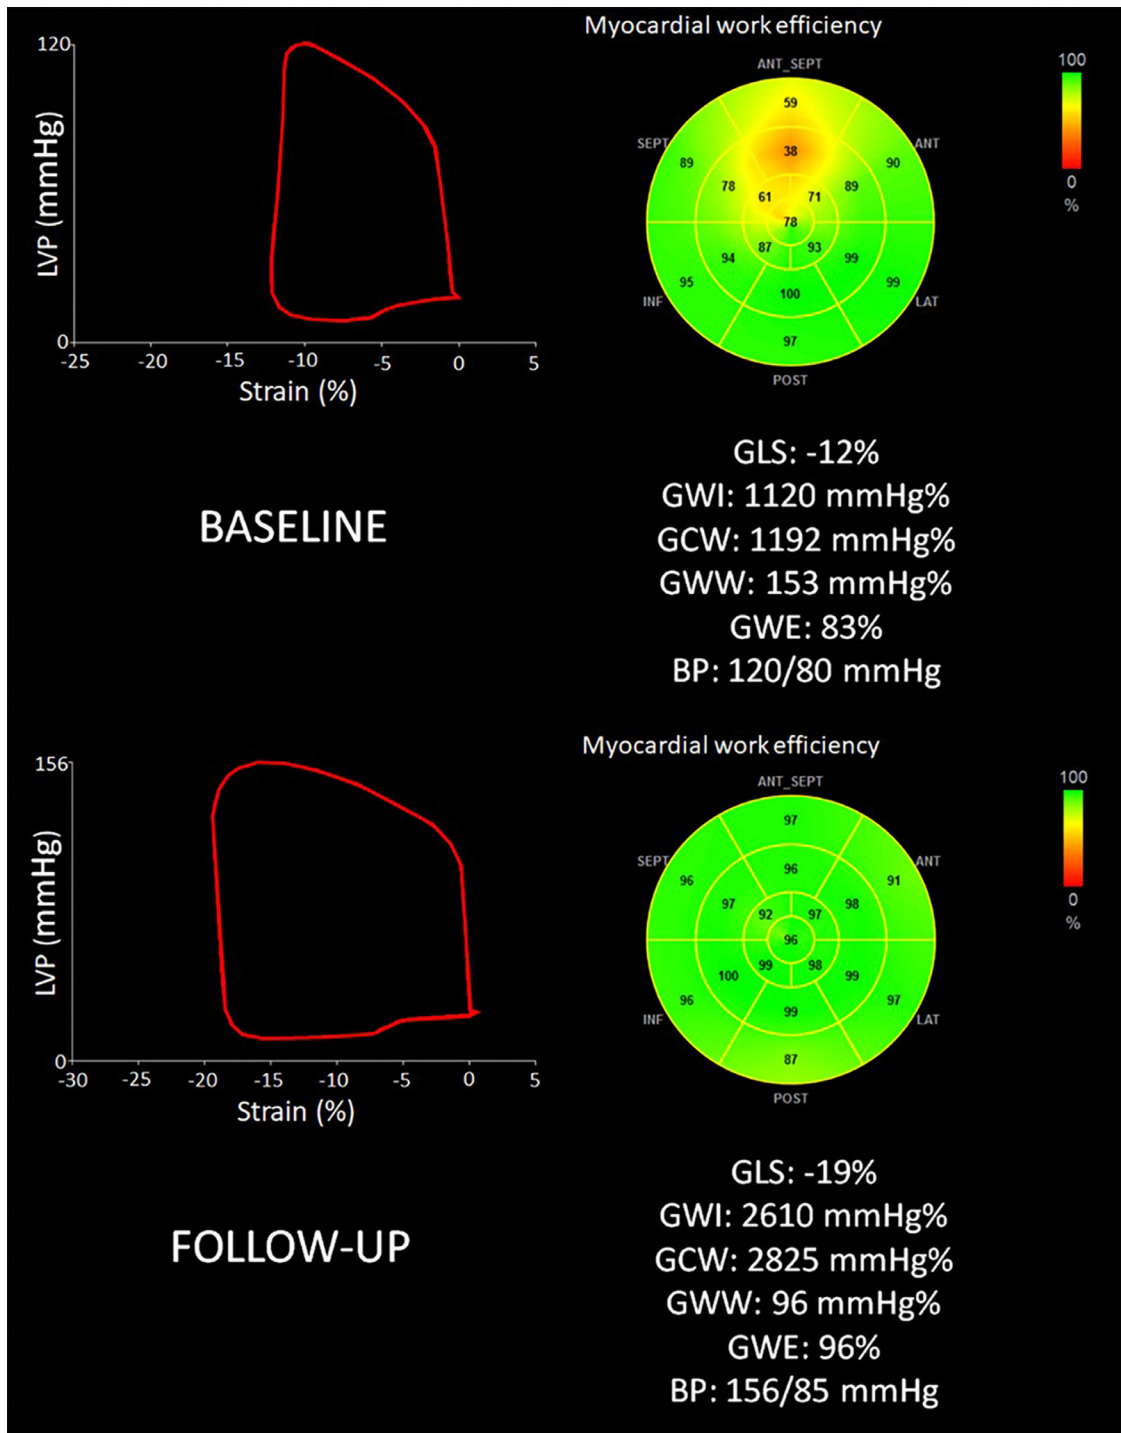 Myocardial work efficiency
120
LVP (mmHg)
0
-25 -20 -15 -10 -5 0 5
Strain (%)
ANT_SEPT
59
SEPT
ANT
38
89
90
78
89
61
71
78
87
93
94
99
95
99
INF
LAT
100
97
POST
100
0
%
BASELINE
GLS: -12%
GWI: 1120 mmHg%
GCW: 1192 mmHg%
GWW: 153 mmHg%
GWE: 83%
BP: 120/80 mmHg
Myocardial work efficiency
156
LVP (mmHg)
0
-30 -25 -20 -15 -10 -5 0 5
Strain (%)
ANT_SEPT
97
SEPT
ANT
96
96
91
97
98
92
97
96
99
98
100
99
96
97
INF
LAT
99
87
POST
100
0
%
FOLLOW-UP
GLS: -19%
GWI: 2610 mmHg%
GCW: 2825 mmHg%
GWW: 96 mmHg%
GWE: 96%
BP: 156/85 mmHg